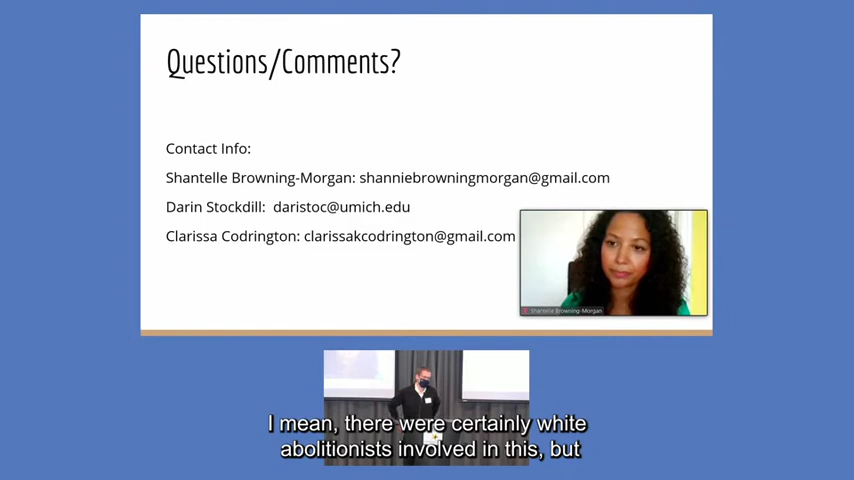 Questions/Comments?
Contact Info:
Shantelle Browning-Morgan: shanniebrowningmorgan@gmail.com
Darin Stockdill: daristoc@umich.edu
Clarissa Codrington: clarissakcodrington@gmail.com
Shantelle Browning-Morgan
I mean, there were certainly white
abolitionists involved in this, but